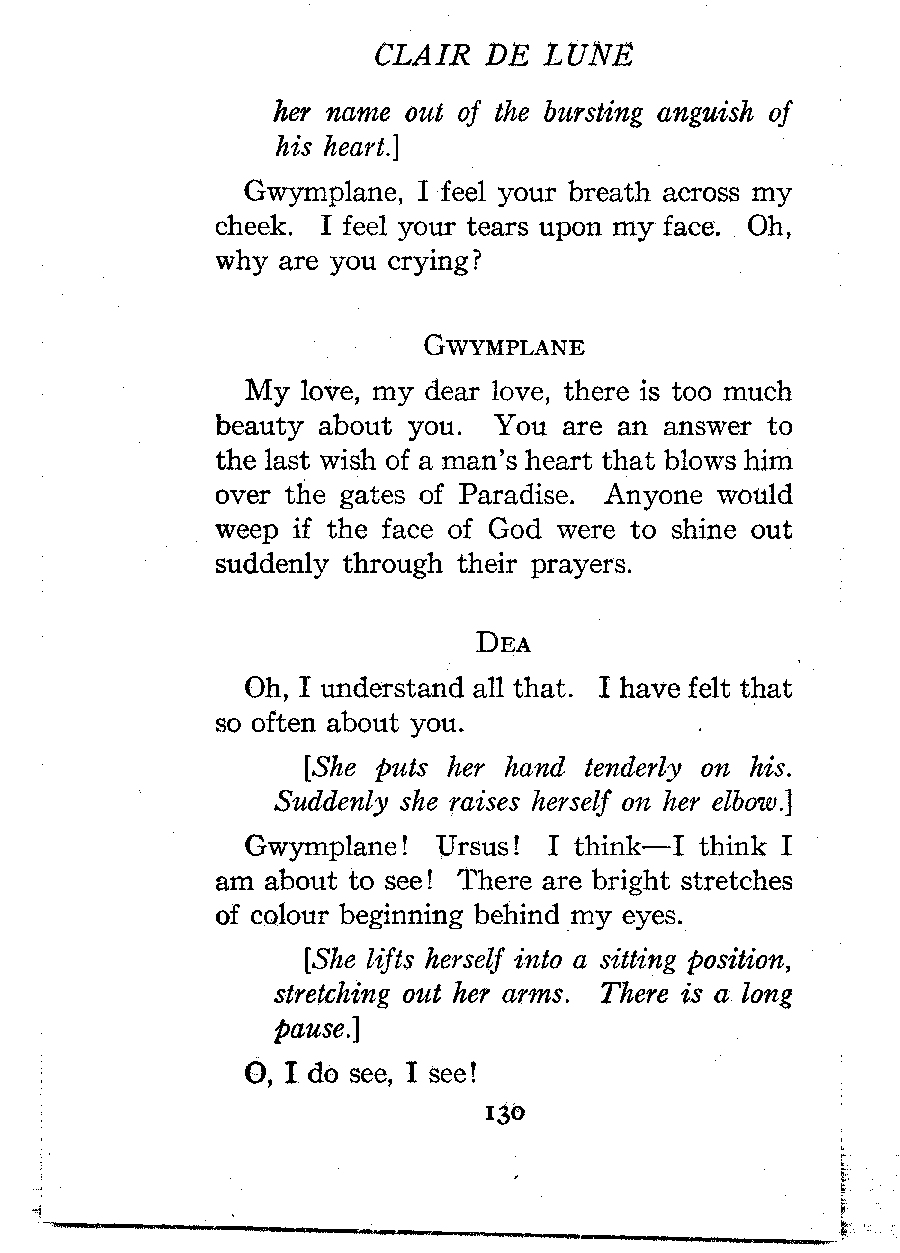 CLAIR DE LUNE
her name out of the bursting anguish of
his heart.]
Gwymplane, I feel your breath across my
cheek. I feel your tears upon my face. Oh,
why are you crying?
GWYMPLANE
My love, my dear love, there is too much
beauty about you. You are an answer to
the last wish of a man's heart that blows him
over the gates of Paradise. Anyone would
weep if the face of God were to shine out
suddenly through their prayers.
DEA
Oh, I understand all that. I have felt that
so often about you.
[She puts her hand tenderly on his.
Suddenly she raises herself on her elbow.]
Gwymplane! Ursus! I think—I think I
am about to see! There are bright stretches
of colour beginning behind my eyes.
[She lifts herself into a sitting position,
stretching out her arms. There is a long
pause.]
O, I do see, I see!
130